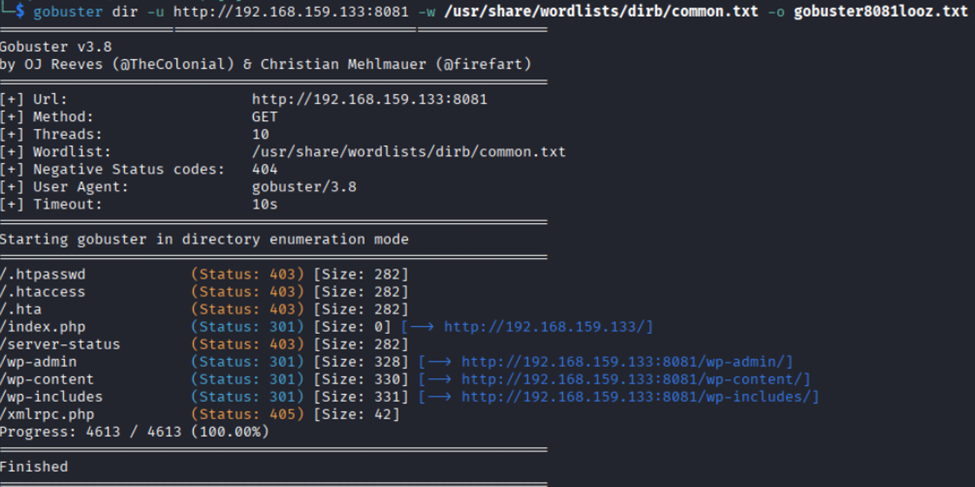 └─$ gobuster dir -u http://192.168.159.133:8081 -w /usr/share/wordlists/dirb/common.txt -o gobuster8081looz.txt
===============================================================
Gobuster v3.8
by OJ Reeves (@TheColonial) & Christian Mehlmauer (@firefart)
===============================================================
[+] Url:                     http://192.168.159.133:8081
[+] Method:                  GET
[+] Threads:                 10
[+] Wordlist:                /usr/share/wordlists/dirb/common.txt
[+] Negative Status codes:   404
[+] User Agent:              gobuster/3.8
[+] Timeout:                 10s
===============================================================
Starting gobuster in directory enumeration mode
===============================================================
/.htpasswd            (Status: 403) [Size: 282]
/.htaccess            (Status: 403) [Size: 282]
/.hta                 (Status: 403) [Size: 282]
/index.php            (Status: 301) [Size: 0] [--> http://192.168.159.133/]
/server-status        (Status: 403) [Size: 282]
/wp-admin             (Status: 301) [Size: 328] [--> http://192.168.159.133:8081/wp-admin/]
/wp-content           (Status: 301) [Size: 330] [--> http://192.168.159.133:8081/wp-content/]
/wp-includes          (Status: 301) [Size: 331] [--> http://192.168.159.133:8081/wp-includes/]
/xmlrpc.php           (Status: 405) [Size: 42]
Progress: 4613 / 4613 (100.00%)
===============================================================
Finished
===============================================================